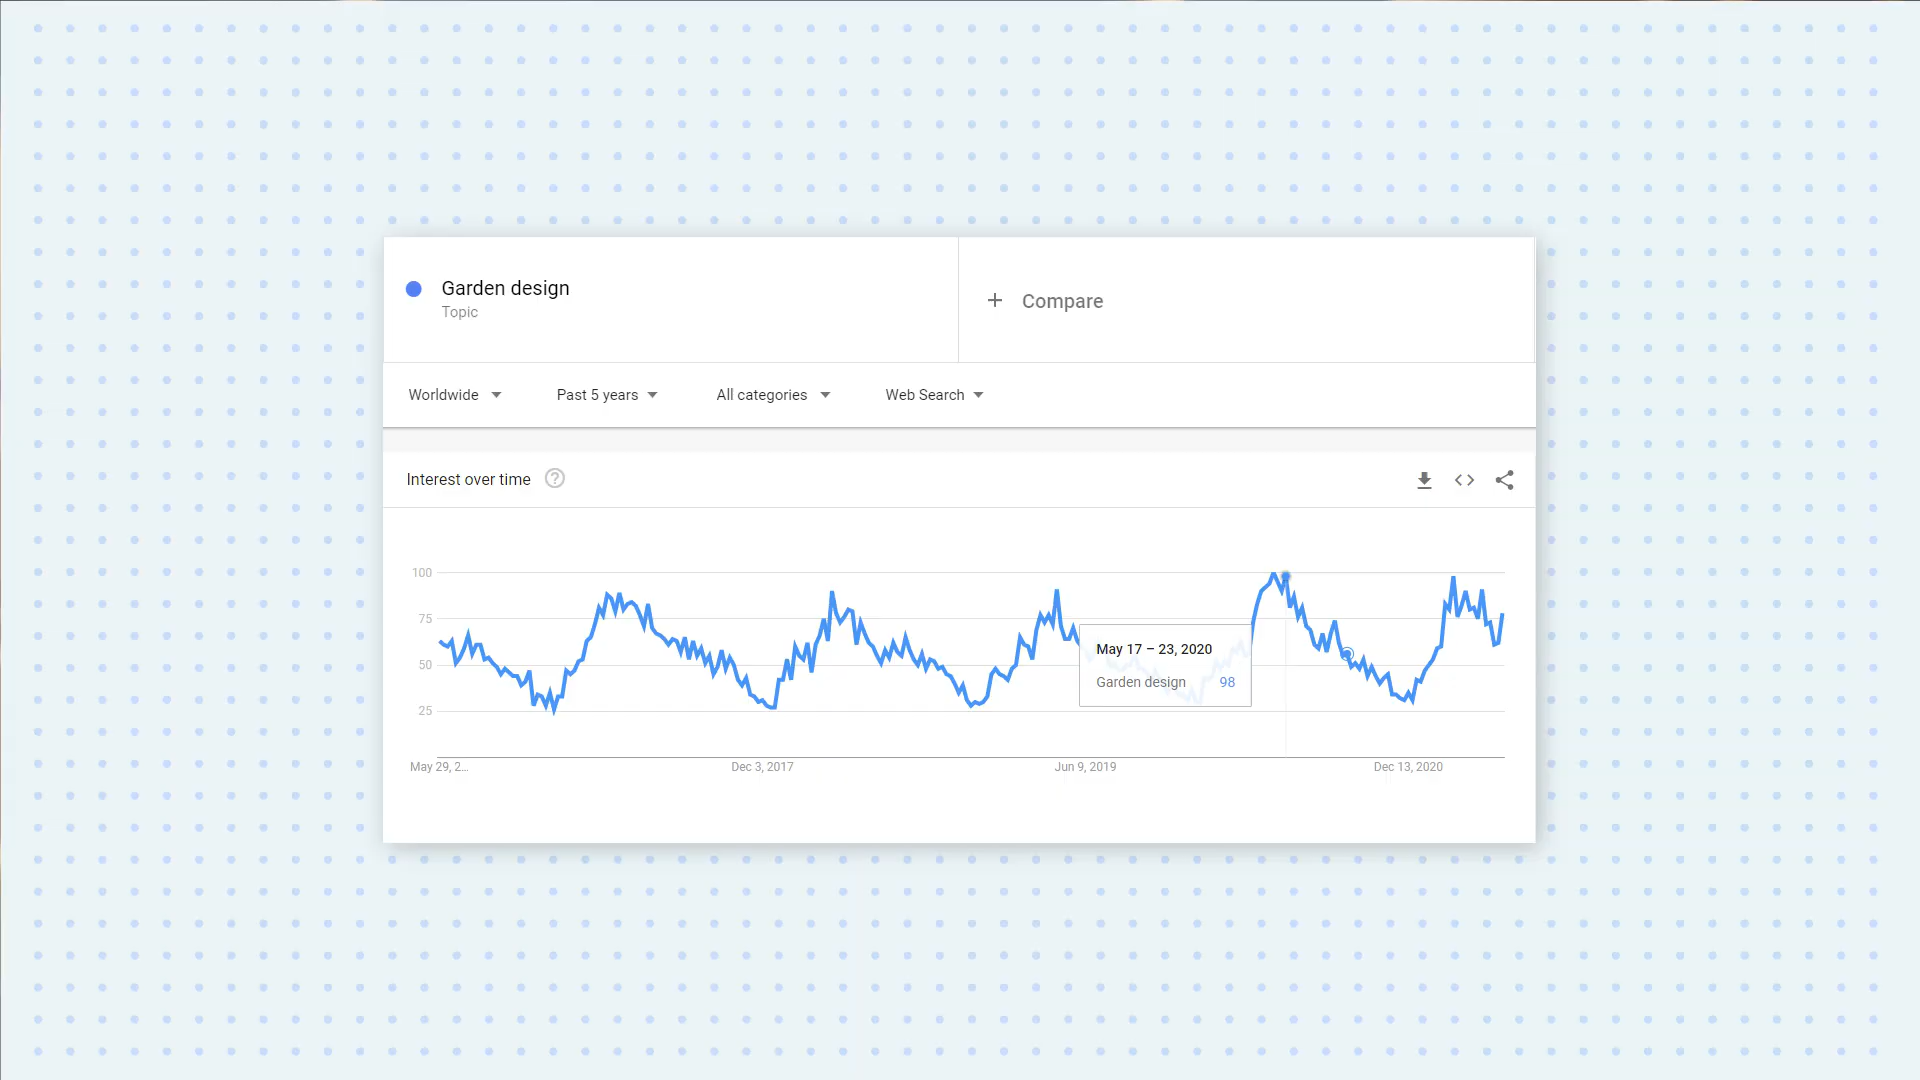 Garden design
Topic
+ Compare
Worldwide
Past 5 years
All categories
Web Search
Interest over time ?
100
75
50
25
May 17 – 23, 2020
Garden design 98
May 29, 2...
Dec 3, 2017
Jun 9, 2019
Dec 13, 2020